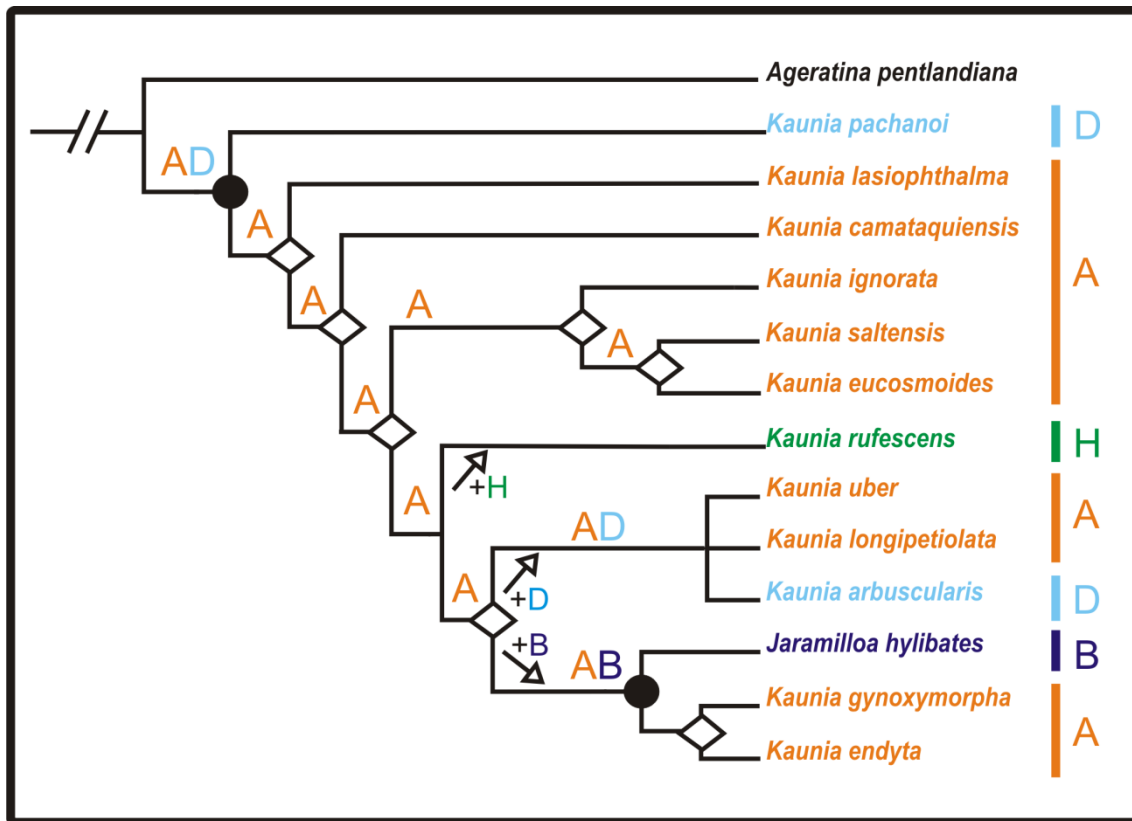 Ageratina pentlandiana
Kaunia pachanoi D
AD
Kaunia lasiophthalma
A
Kaunia camataquiensis
A
Kaunia ignorata
A
A
Kaunia saltensis
A
Kaunia eucosmoides
A
Kaunia rufescens H
+H
Kaunia uber
A
A
Kaunia longipetiolata
AD
Kaunia arbuscularis D
A
+D
Jaramilloa hylibates B
+B
AB
Kaunia gynoxymorpha
A
Kaunia endyta